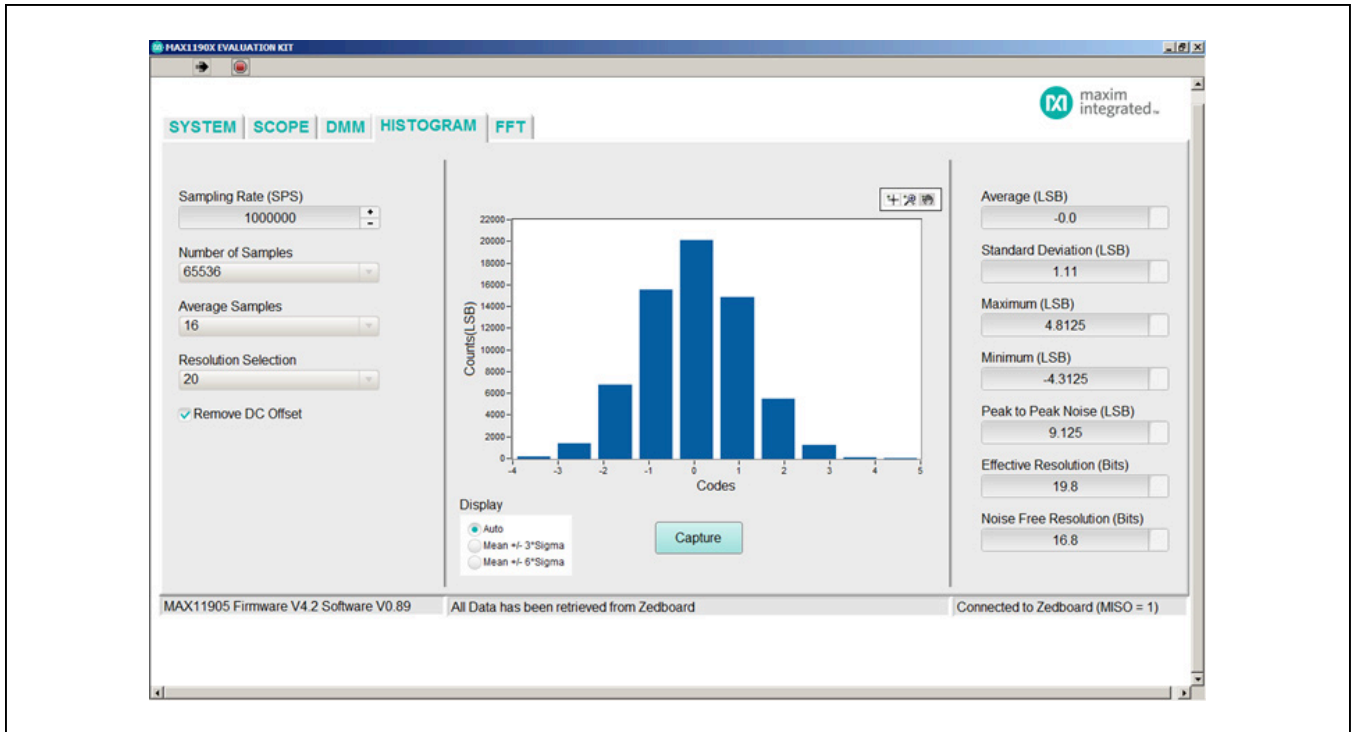 MAX1190X EVALUATION KIT
maxim
integrated™
SYSTEM SCOPE DMM HISTOGRAM FFT
Sampling Rate (SPS)
1000000
Number of Samples
65536
Average Samples
16
Resolution Selection
20
Remove DC Offset
22000
20000
18000
16000
14000
12000
10000
8000
6000
4000
2000
0
Counts(LSB)
-4 -3 -2 -1 0 1 2 3 4 5
Codes
Display
Auto
Mean +/- 3*Sigma
Mean +/- 6*Sigma
Capture
Average (LSB)
-0.0
Standard Deviation (LSB)
1.11
Maximum (LSB)
4.8125
Minimum (LSB)
-4.3125
Peak to Peak Noise (LSB)
9.125
Effective Resolution (Bits)
19.8
Noise Free Resolution (Bits)
16.8
MAX11905 Firmware V4.2 Software V0.89
All Data has been retrieved from Zedboard
Connected to Zedboard (MISO = 1)